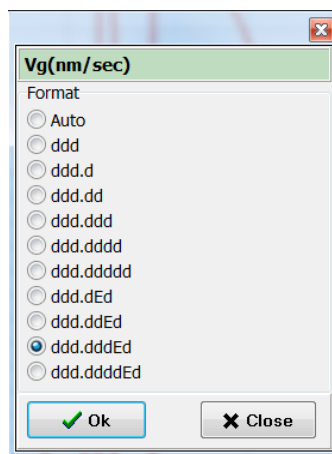 Vg(nm/sec)
Format
Auto
ddd
ddd.d
ddd.dd
ddd.ddd
ddd.dddd
ddd.ddddd
ddd.dEd
ddd.ddEd
ddd.dddEd
ddd.ddddEd
Ok
Close